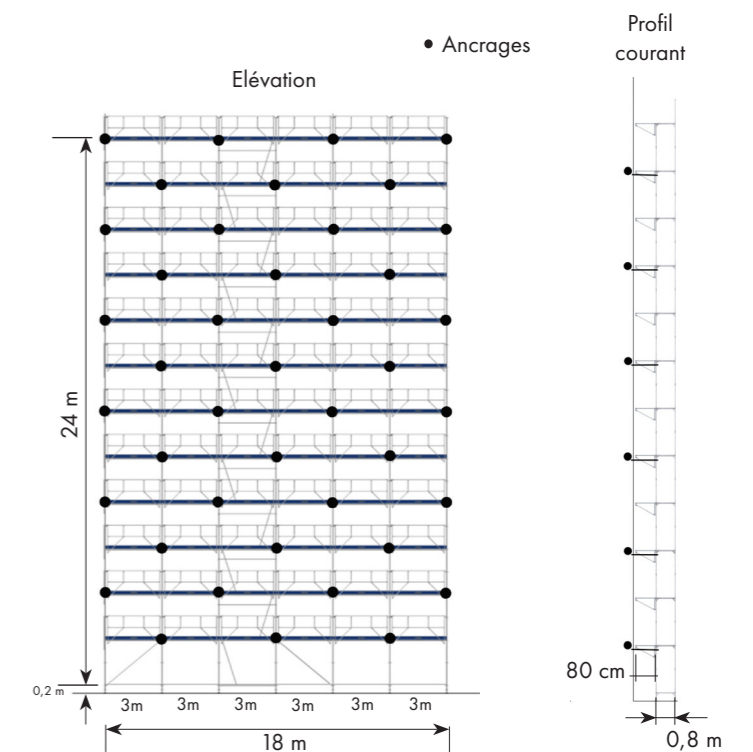 Profil
courant
• Ancrages
Elévation
24 m
0,2 m
3m 3m 3m 3m 3m 3m
18 m
80 cm
0,8 m